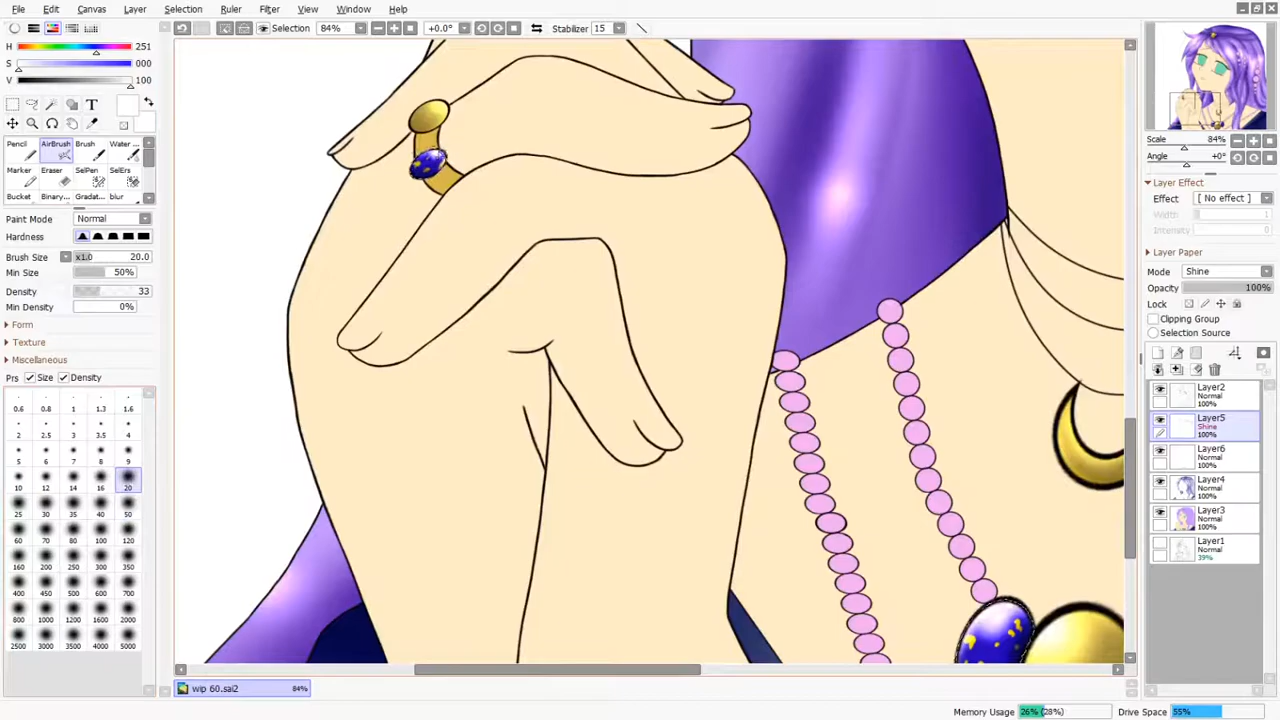 File Edit Canvas Layer Selection Ruler Filter View Window Help
Selection 84% +0.0° Stabilizer 15
H 251
S 000
V 100
T
Pencil AirBrush Brush Water ...
Marker Eraser SelPen SelErs
Bucket Binary... Gradat... blur
Paint Mode Normal
Hardness
Brush Size x1.0 20.0
Min Size 50%
Density 33
Min Density 0%
Form
Texture
Miscellaneous
Prs Size Density
0.6 0.8 1 1.3 1.6
2 2.5 3 3.5 4
5 6 7 8 9
10 12 14 16 20
25 30 35 40 50
60 70 80 100 120
160 200 250 300 350
400 450 500 600 700
800 1000 1200 1600 2000
2500 3000 3500 4000 5000
Scale 84%
Angle +0°
Layer Effect
Effect [ No effect ]
Width 1
Intensity 0
Layer Paper
Mode Shine
Opacity 100%
Lock
Clipping Group
Selection Source
Layer2
Normal
100%
Layer5
Shine
100%
Layer6
Normal
100%
Layer4
Normal
100%
Layer3
Normal
100%
Layer1
Normal
39%
wip 60.sai2 84%
Memory Usage 26% (28%) Drive Space 55%